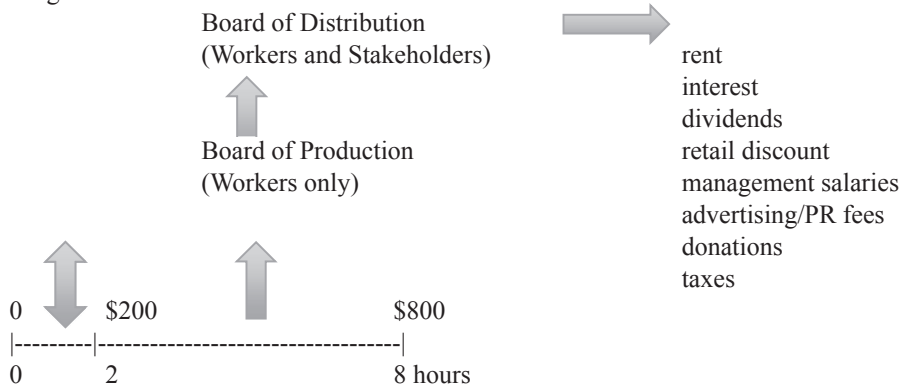 Board of Distribution
(Workers and Stakeholders)
rent
interest
dividends
retail discount
management salaries
advertising/PR fees
donations
taxes
Board of Production
(Workers only)
0 $200 $800
|---------|----------------------------------|
0 2 8 hours